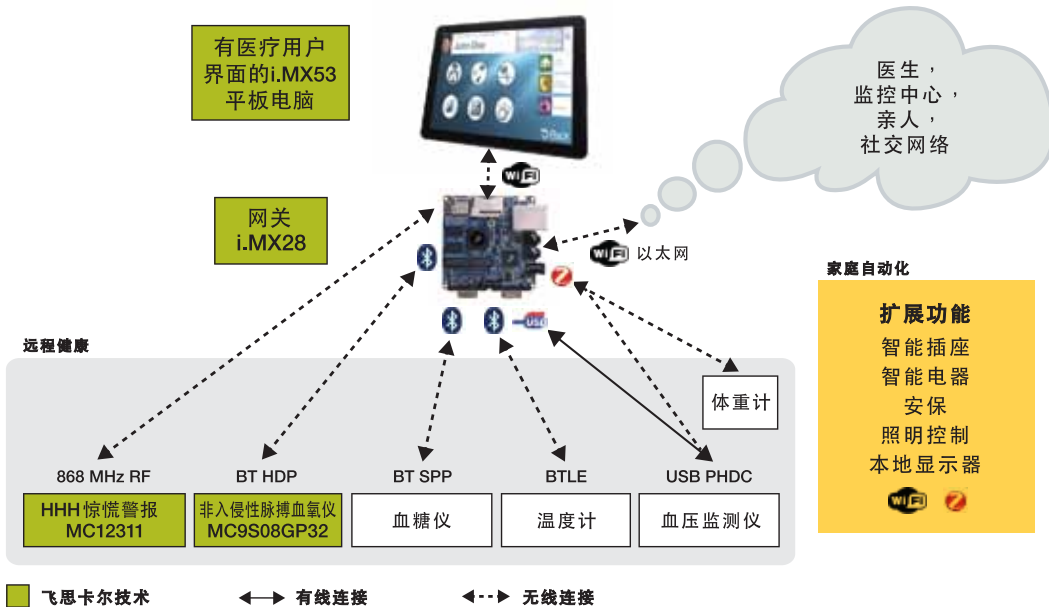 有医疗用户
界面的i.MX53
平板电脑
医生，
监控中心，
亲人，
社交网络
WiFi
网关
i.MX28
WiFi 以太网
家庭自动化
扩展功能
智能插座
智能电器
安保
照明控制
本地显示器
WiFi
USB
远程健康
体重计
868 MHz RF
BT HDP
BT SPP
BTLE
USB PHDC
HHH 惊慌警报
MC12311
非入侵性脉搏血氧仪
MC9S08GP32
血糖仪
温度计
血压监测仪
飞思卡尔技术
有线连接
无线连接
Back